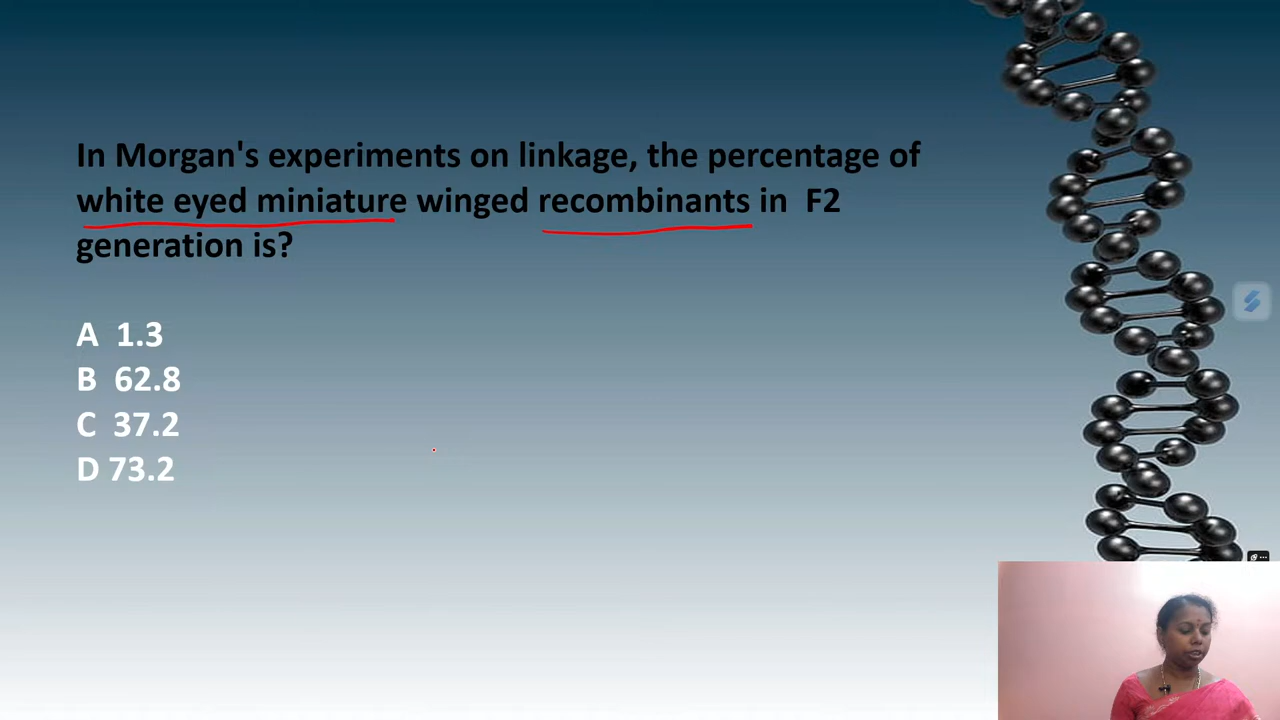 In Morgan's experiments on linkage, the percentage of
white eyed miniature winged recombinants in F2
generation is?
A 1.3
B 62.8
C 37.2
D 73.2